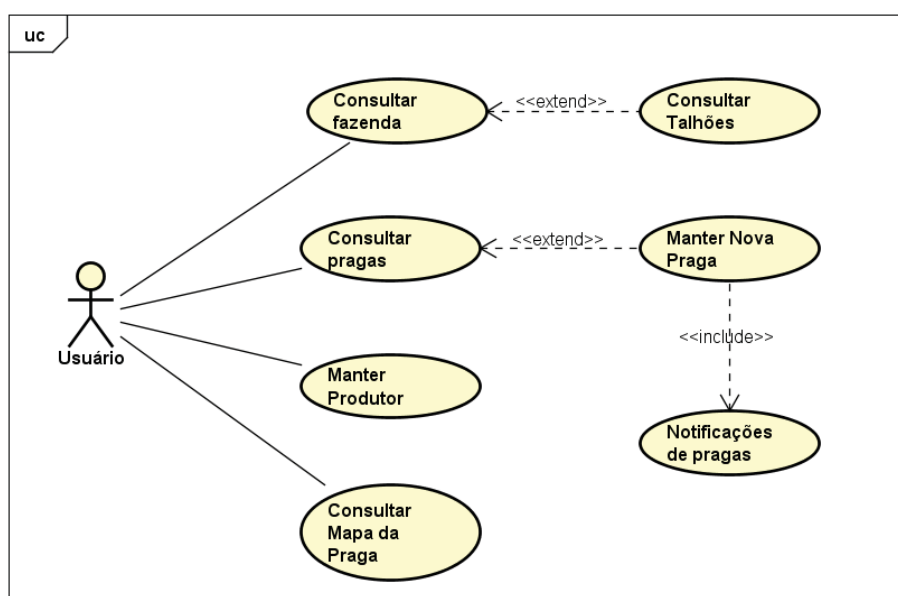 uc
Consultar
fazenda
<<extend>>
Consultar
Talhões
Consultar
pragas
<<extend>>
Manter Nova
Praga
<<include>>
Usuário
Manter
Produtor
Notificações
de pragas
Consultar
Mapa da
Praga